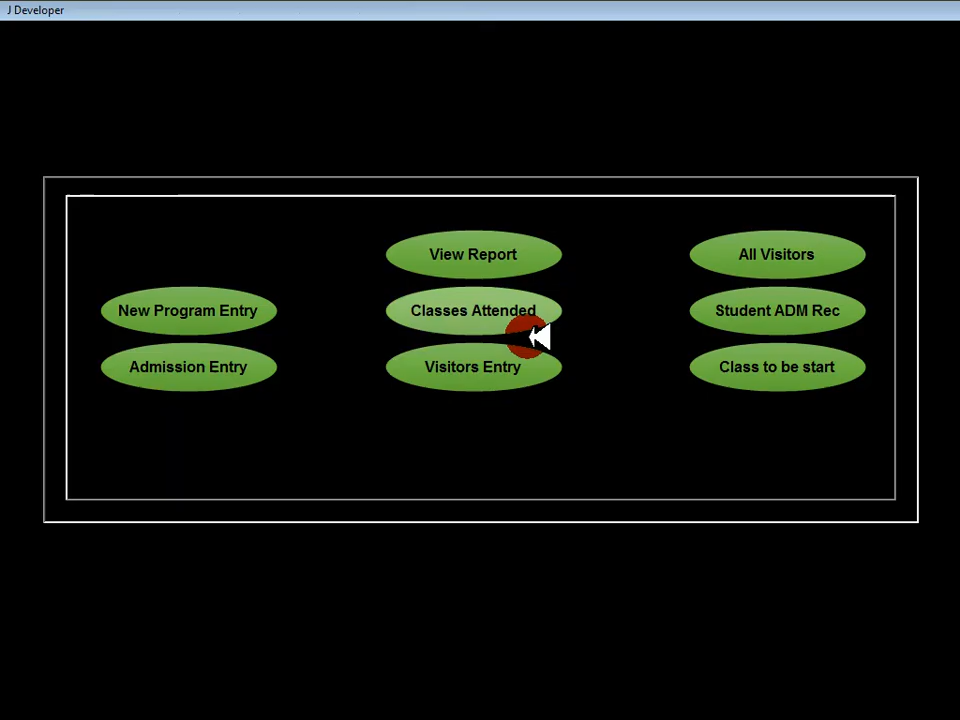 J Developer
View Report
All Visitors
New Program Entry
Classes Attended
Student ADM Rec
Admission Entry
Visitors Entry
Class to be start